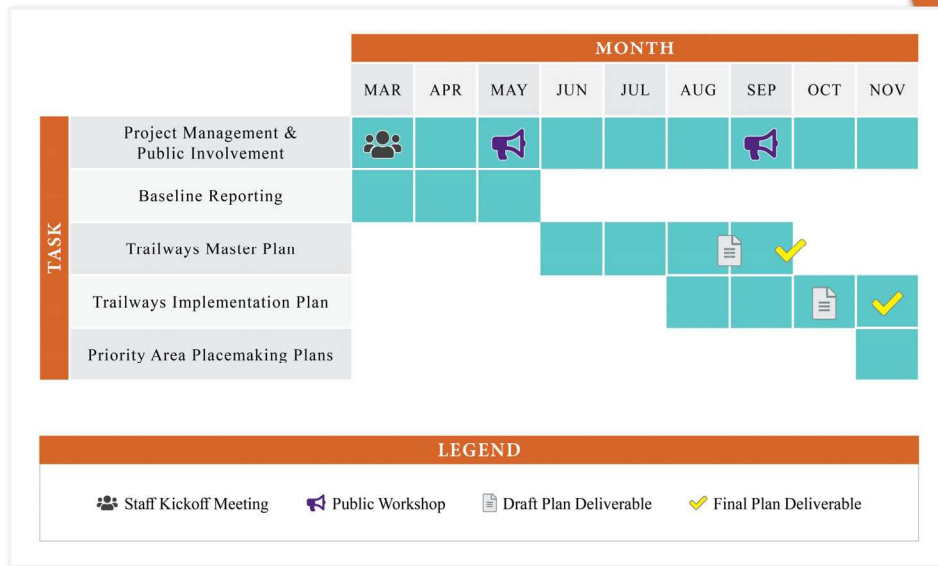 MONTH
MAR APR MAY JUN JUL AUG SEP OCT NOV
TASK
Project Management &
Public Involvement
Baseline Reporting
Trailways Master Plan
Trailways Implementation Plan
Priority Area Placemaking Plans
LEGEND
Staff Kickoff Meeting Public Workshop Draft Plan Deliverable Final Plan Deliverable